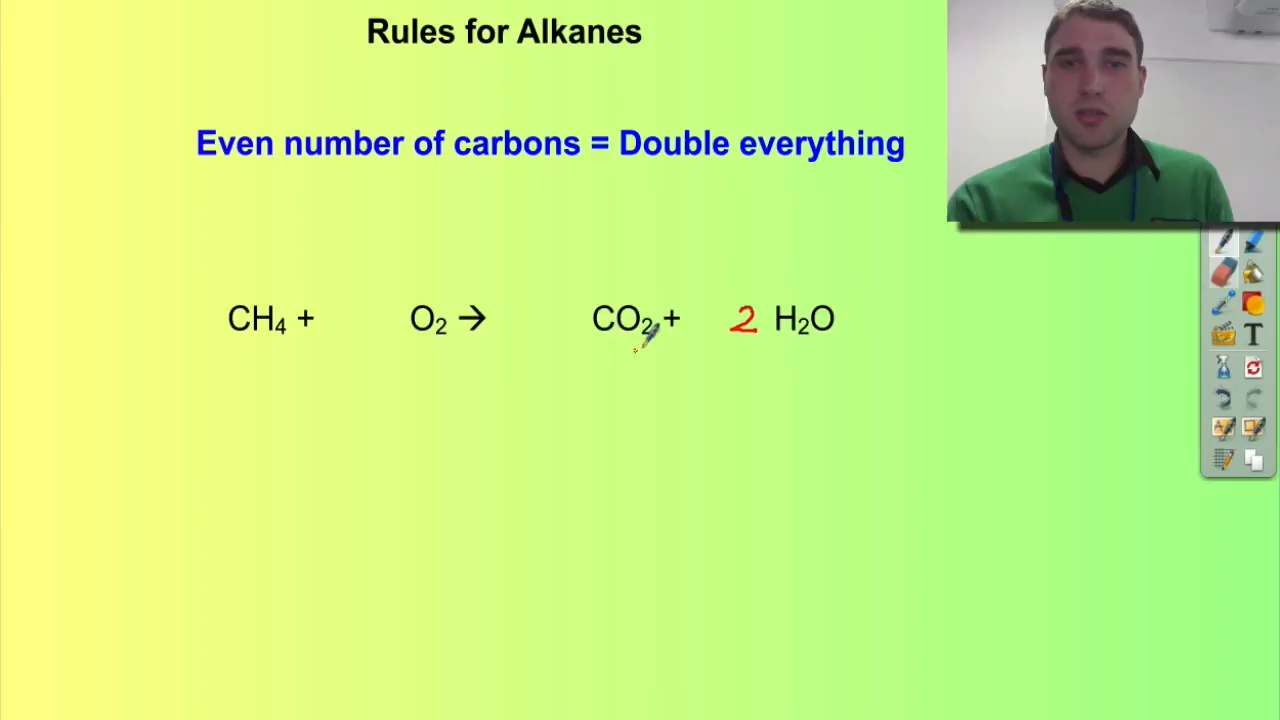 Rules for Alkanes
Even number of carbons = Double everything
CH₄ + O₂ → CO₂ + 2 H₂O